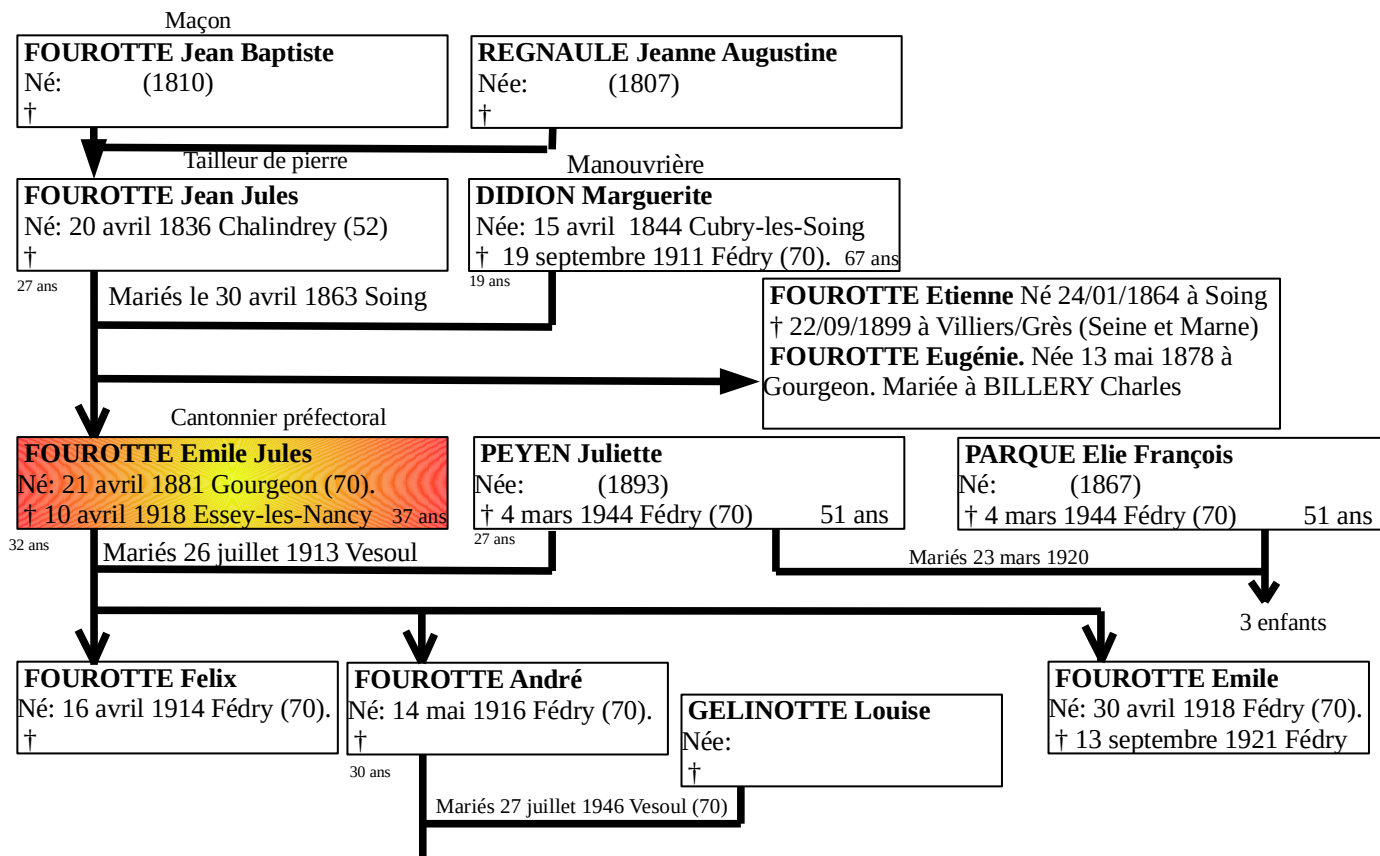 Maçon
FOUROTTE Jean Baptiste
Né: (1810)
†
REGNAULE Jeanne Augustine
Née: (1807)
†
Tailleur de pierre
FOUROTTE Jean Jules
Né: 20 avril 1836 Chalindrey (52)
†
27 ans
Manouvrière
DIDION Marguerite
Née: 15 avril 1844 Cubry-les-Soing
† 19 septembre 1911 Fédry (70). 67 ans
19 ans
Mariés le 30 avril 1863 Soing
FOUROTTE Etienne Né 24/01/1864 à Soing
† 22/09/1899 à Villiers/Grès (Seine et Marne)
FOUROTTE Eugénie. Née 13 mai 1878 à
Gourgeon. Mariée à BILLERY Charles
Cantonnier préfectoral
FOUROTTE Emile Jules
Né: 21 avril 1881 Gourgeon (70).
† 10 avril 1918 Essey-les-Nancy 37 ans
32 ans
PEYEN Juliette
Née: (1893)
† 4 mars 1944 Fédry (70) 51 ans
27 ans
PARQUE Elie François
Né: (1867)
† 4 mars 1944 Fédry (70) 51 ans
Mariés 26 juillet 1913 Vesoul
Mariés 23 mars 1920
3 enfants
FOUROTTE Felix
Né: 16 avril 1914 Fédry (70).
†
FOUROTTE André
Né: 14 mai 1916 Fédry (70).
†
30 ans
GELINOTTE Louise
Née:
†
FOUROTTE Emile
Né: 30 avril 1918 Fédry (70).
† 13 septembre 1921 Fédry
Mariés 27 juillet 1946 Vesoul (70)